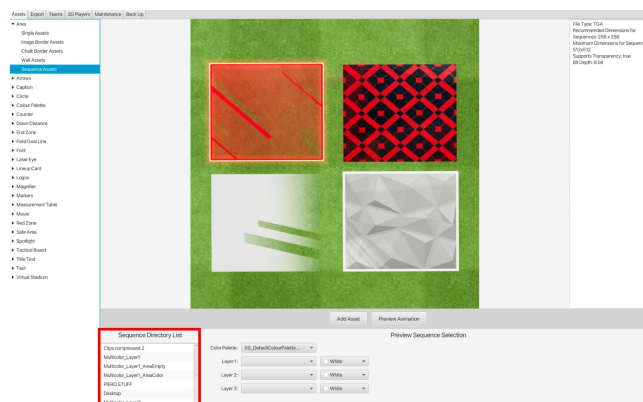 Assets Export Teams 3D Players Maintenance Back Up
Area
Single Assets
Image Border Assets
Chalk Border Assets
Wall Assets
Sequence Assets
Arrows
Caption
Circle
Colour Palette
Counter
Down Distance
End Zone
Field Goal Line
Font
Laser Eye
Lineup Card
Logos
Magnifier
Markers
Measurement Table
Movie
Red Zone
Safe Area
Spotlight
Tactical Board
Title Text
Text
Virtual Stadium
File Type: TGA
Recommended Dimensions for
Sequences: 256 x 256
Maximum Dimensions for Sequenc
512x512
Supports Transparency: true
Bit Depth: 8 bit
Add Asset Preview Animation
Sequence Directory List
Clips compressed 2
Multicolor_Layer1
Multicolor_Layer1_AreaEmpty
Multicolor_Layer1_AreaColor
PIERO STUFF
Desktop
Preview Sequence Selection
Color Palette: 00_DefaultColourPalette...
Layer 1: White
Layer 2: White
Layer 3: White